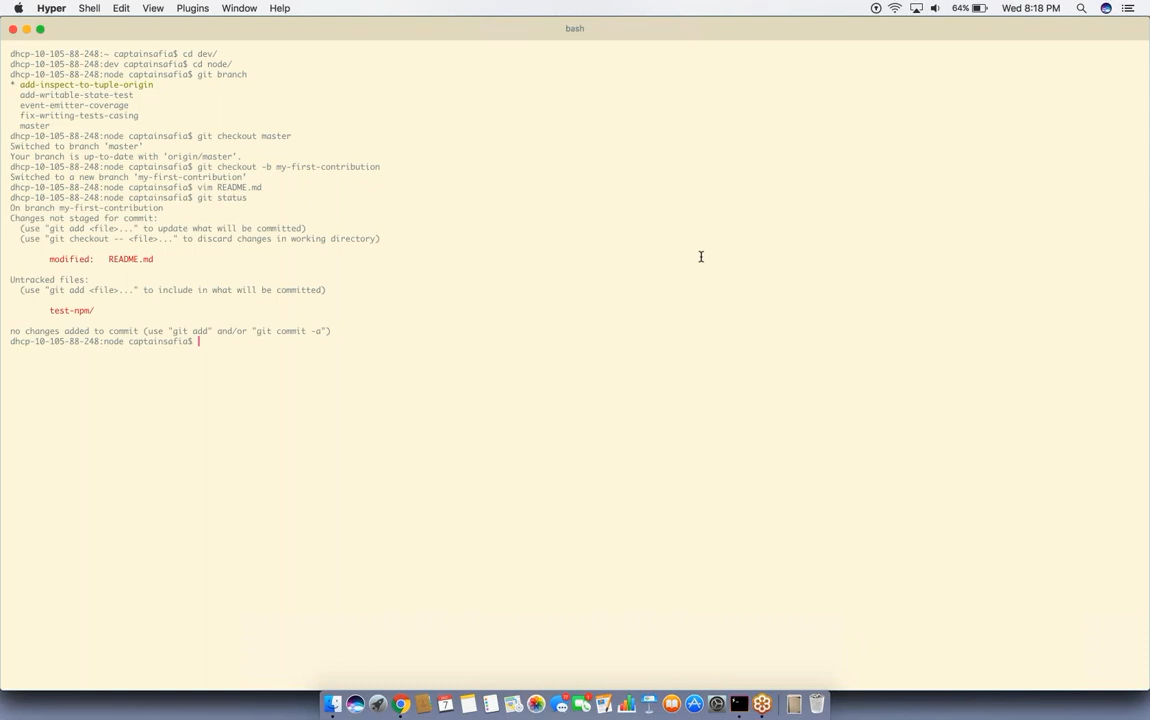 Hyper Shell Edit View Plugins Window Help 64% Wed 8:18 PM
bash
dhcp-10-105-88-248:~ captainsafia$ cd dev/
dhcp-10-105-88-248:dev captainsafia$ cd node/
dhcp-10-105-88-248:node captainsafia$ git branch
* add-inspect-to-tuple-origin
add-writable-state-test
event-emitter-coverage
fix-writing-tests-casing
master
dhcp-10-105-88-248:node captainsafia$ git checkout master
Switched to branch 'master'
Your branch is up-to-date with 'origin/master'.
dhcp-10-105-88-248:node captainsafia$ git checkout -b my-first-contribution
Switched to a new branch 'my-first-contribution'
dhcp-10-105-88-248:node captainsafia$ vim README.md
dhcp-10-105-88-248:node captainsafia$ git status
On branch my-first-contribution
Changes not staged for commit:
(use "git add <file>..." to update what will be committed)
(use "git checkout -- <file>..." to discard changes in working directory)
modified: README.md
Untracked files:
(use "git add <file>..." to include in what will be committed)
test-npm/
no changes added to commit (use "git add" and/or "git commit -a")
dhcp-10-105-88-248:node captainsafia$
7